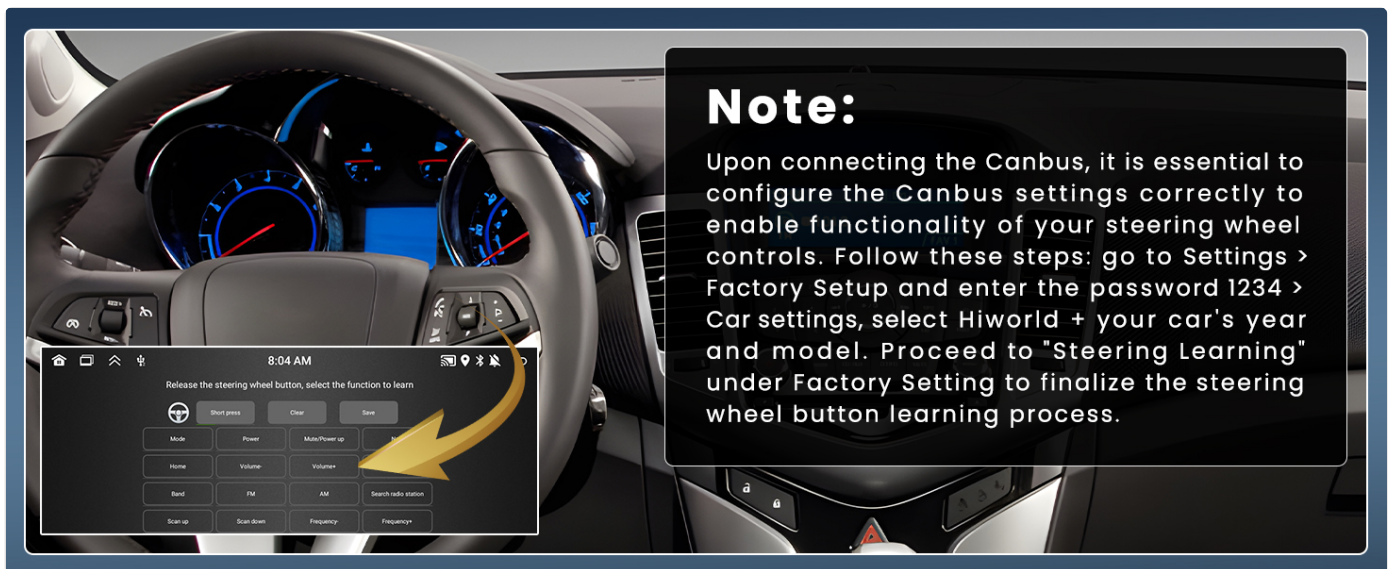 Note:
Upon connecting the Canbus, it is essential to
configure the Canbus settings correctly to
enable functionality of your steering wheel
controls. Follow these steps: go to Settings >
Factory Setup and enter the password 1234 >
Car settings, select Hiworld + your car's year
and model. Proceed to "Steering Learning"
under Factory Setting to finalize the steering
wheel button learning process.
8:04 AM
Release the steering wheel button, select the function to learn
Short press Clear Save
Mode Power Mute/Power up
Home Volume- Volume+
Band FM AM Search radio station
Scan up Scan down Frequency- Frequency+